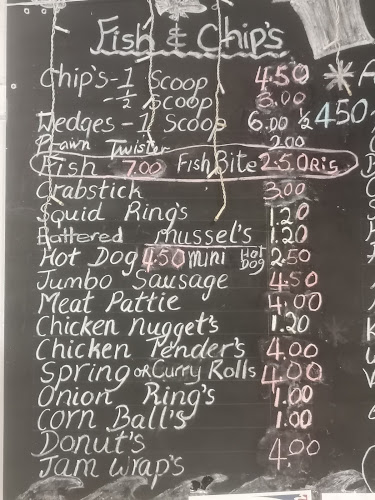 Fish & Chip's
Chip's - 1 Scoop 4.50
- ½ Scoop 3.00
Wedges - 1 Scoop 6.00 ½ 4.50
Prawn Twister 2.00
Fish 7.00 Fish Bite 2.50 
Crabstick 3.00
Squid Ring's 1.20
Battered mussel's 1.20
Hot Dog 4.50 mini Hot Dog 2.50
Jumbo Sausage 4.50
Meat Pattie 4.00
Chicken nugget's 1.20
Chicken Tender's 4.00
Spring or Curry Rolls 4.00
Onion Ring's 1.00
Corn Ball's 1.00
Donut's 4.00
Jam wrap's